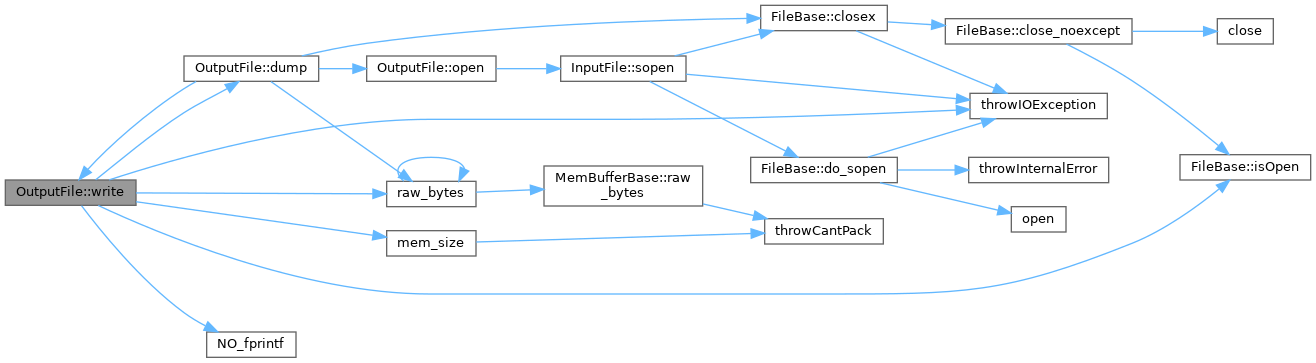 FileBase::closex
FileBase::close_noexcept
close
OutputFile::dump
OutputFile::open
InputFile::sopen
throwIOException
FileBase::do_sopen
throwInternalError
FileBase::isOpen
OutputFile::write
raw_bytes
MemBufferBase::raw
_bytes
open
mem_size
throwCantPack
NO_fprintf